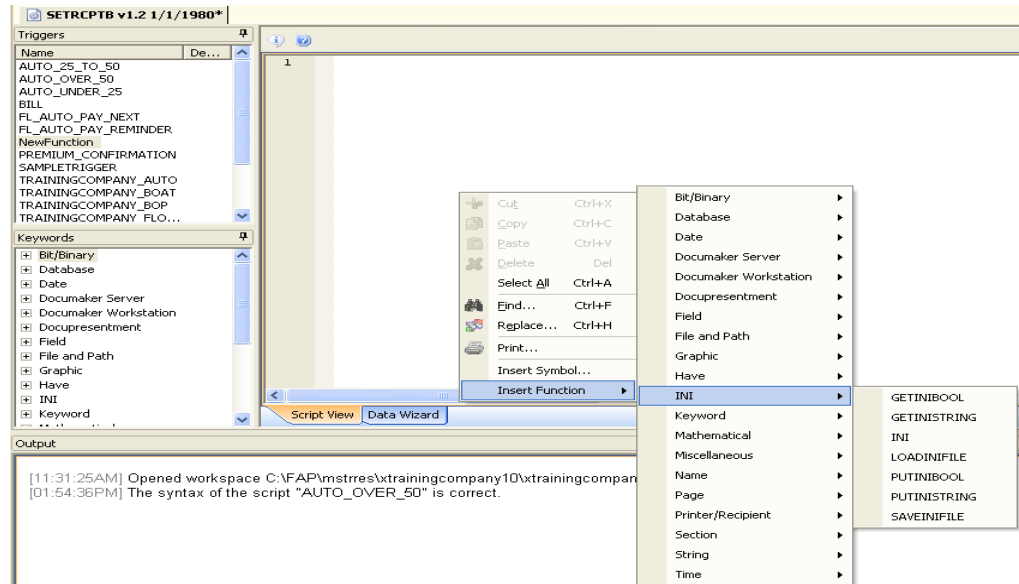 SETRCPTB v1.2 1/1/1980*
Triggers
Name De...
AUTO_25_TO_50
AUTO_OVER_50
AUTO_UNDER_25
BILL
FL_AUTO_PAY_NEXT
FL_AUTO_PAY_REMINDER
NewFunction
PREMIUM_CONFIRMATION
SAMPLETRIGGER
TRAININGCOMPANY_AUTO
TRAININGCOMPANY_BOAT
TRAININGCOMPANY_BOP
TRAININGCOMPANY_FLO...
Keywords
Bit/Binary
Database
Date
Documaker Server
Documaker Workstation
Docupresentment
Field
File and Path
Graphic
Have
INI
Keyword
1
Cut Ctrl+X
Copy Ctrl+C
Paste Ctrl+V
Delete Del
Select All Ctrl+A
Find... Ctrl+F
Replace... Ctrl+H
Print...
Insert Symbol...
Insert Function
Bit/Binary
Database
Date
Documaker Server
Documaker Workstation
Docupresentment
Field
File and Path
Graphic
Have
INI
Keyword
Mathematical
Miscellaneous
Name
Page
Printer/Recipient
Section
String
Time
GETINIBOOL
GETINISTRING
INI
LOADINIFILE
PUTINIBOOL
PUTINISTRING
SAVEINIFILE
Script View Data Wizard
Output
[11:31:25AM] Opened workspace C:\FAP\mstrres\xtrainingcompany10\xtrainingcompan
[01:54:36PM] The syntax of the script "AUTO_OVER_50" is correct.